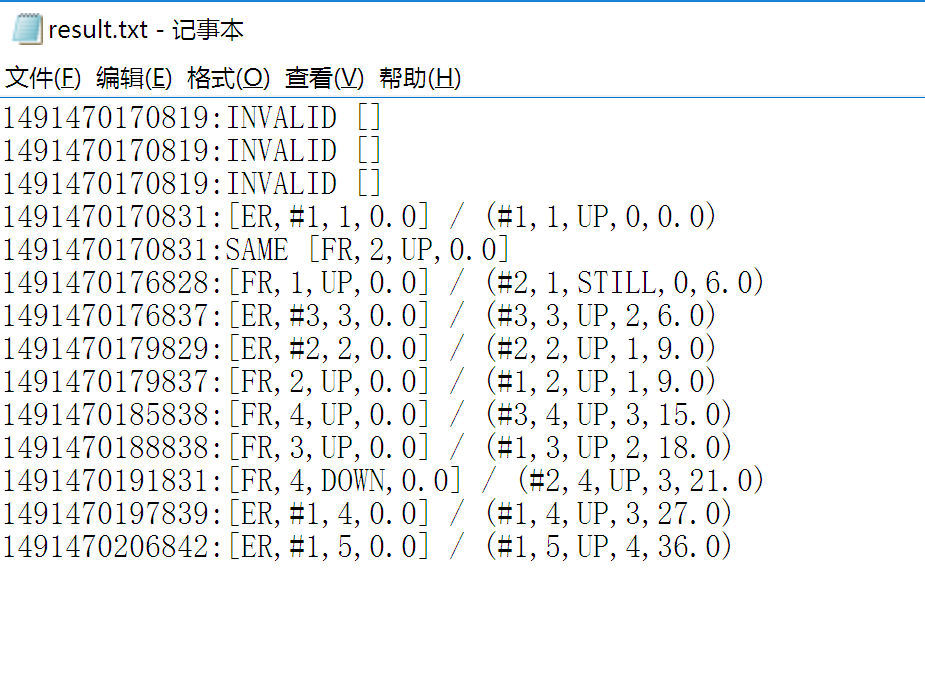 result.txt - 记事本
文件(F) 编辑(E) 格式(O) 查看(V) 帮助(H)
1491470170819:INVALID []
1491470170819:INVALID []
1491470170819:INVALID []
1491470170831:[ER,#1,1,0.0] / (#1,1,UP,0,0.0)
1491470170831:SAME [FR,2,UP,0.0]
1491470176828:[FR,1,UP,0.0] / (#2,1,STILL,0,6.0)
1491470176837:[ER,#3,3,0.0] / (#3,3,UP,2,6.0)
1491470179829:[ER,#2,2,0.0] / (#2,2,UP,1,9.0)
1491470179837:[FR,2,UP,0.0] / (#1,2,UP,1,9.0)
1491470185838:[FR,4,UP,0.0] / (#3,4,UP,3,15.0)
1491470188838:[FR,3,UP,0.0] / (#1,3,UP,2,18.0)
1491470191831:[FR,4,DOWN,0.0] / (#2,4,UP,3,21.0)
1491470197839:[ER,#1,4,0.0] / (#1,4,UP,3,27.0)
1491470206842:[ER,#1,5,0.0] / (#1,5,UP,4,36.0)